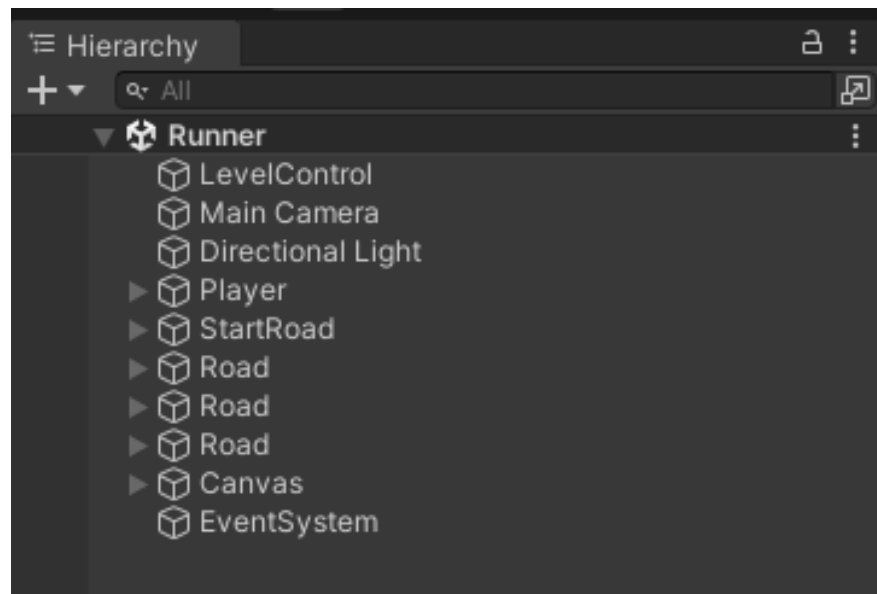 Hierarchy
All
Runner
LevelControl
Main Camera
Directional Light
Player
StartRoad
Road
Road
Road
Canvas
EventSystem